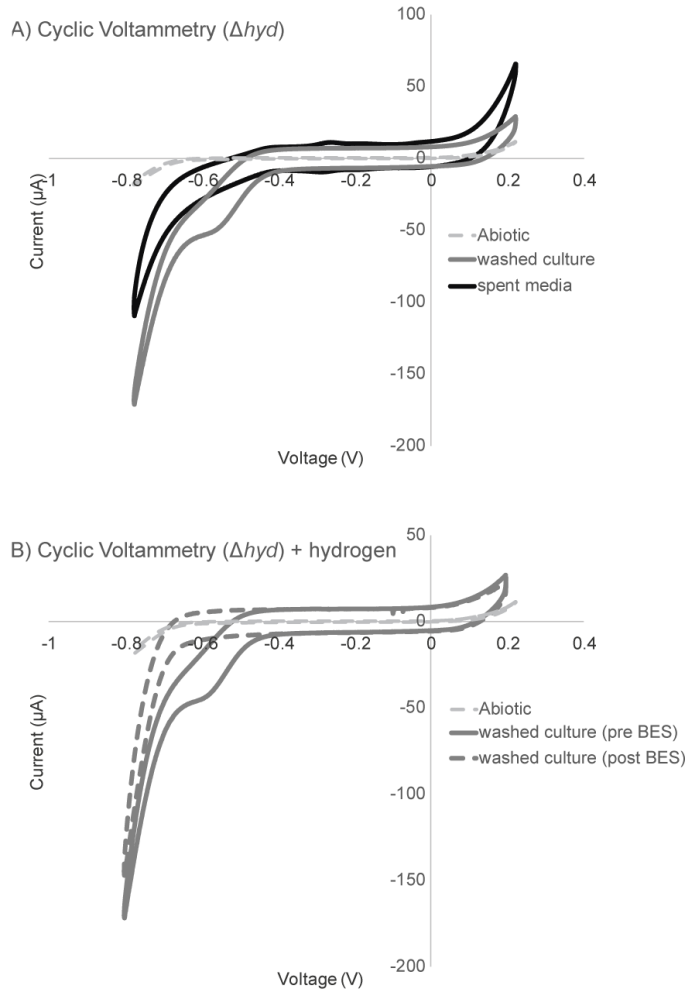 A) Cyclic Voltammetry (Δhyd)
100
50
0
-50
-100
-150
-200
-1
-0.8
-0.6
-0.4
-0.2
0
0.2
0.4
Current (µA)
Abiotic
washed culture
spent media
Voltage (V)
B) Cyclic Voltammetry (Δhyd) + hydrogen
50
0
-50
-100
-150
-200
-1
-0.8
-0.6
-0.4
-0.2
0
0.2
0.4
Current (µA)
Abiotic
washed culture (pre BES)
washed culture (post BES)
Voltage (V)